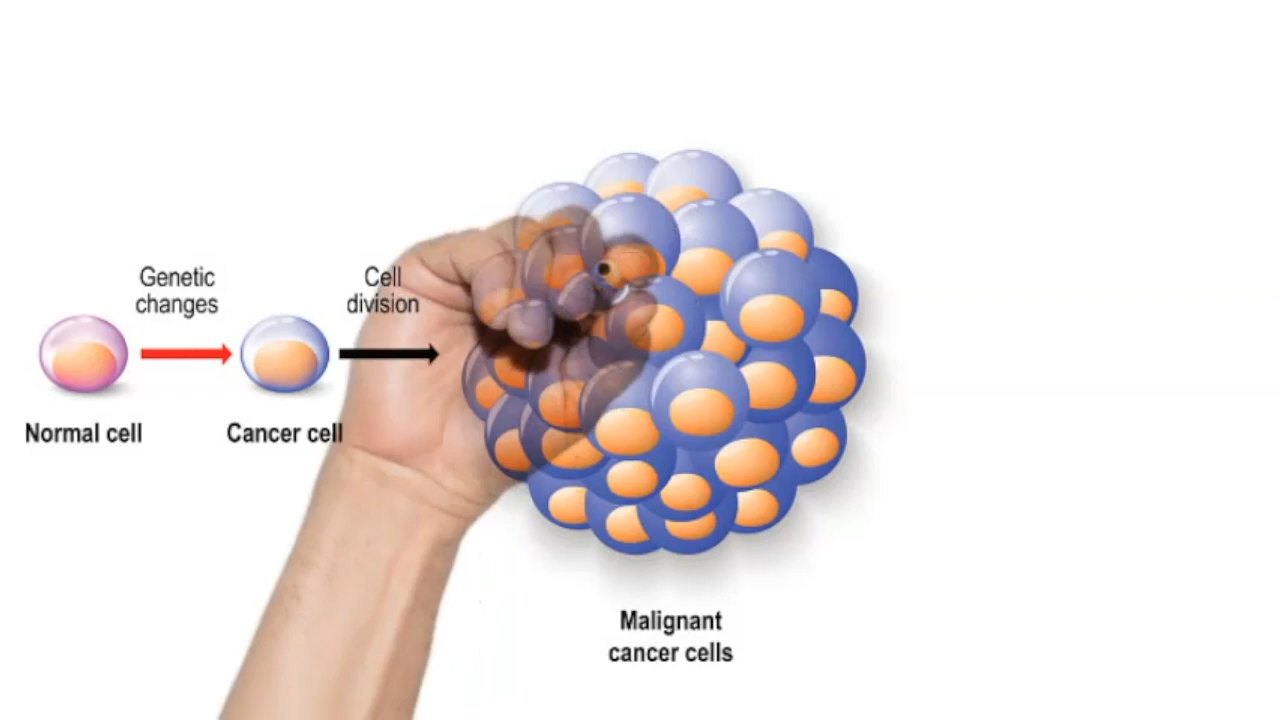 Genetic
changes
Cell
division
Normal cell
Cancer cell
Malignant
cancer cells